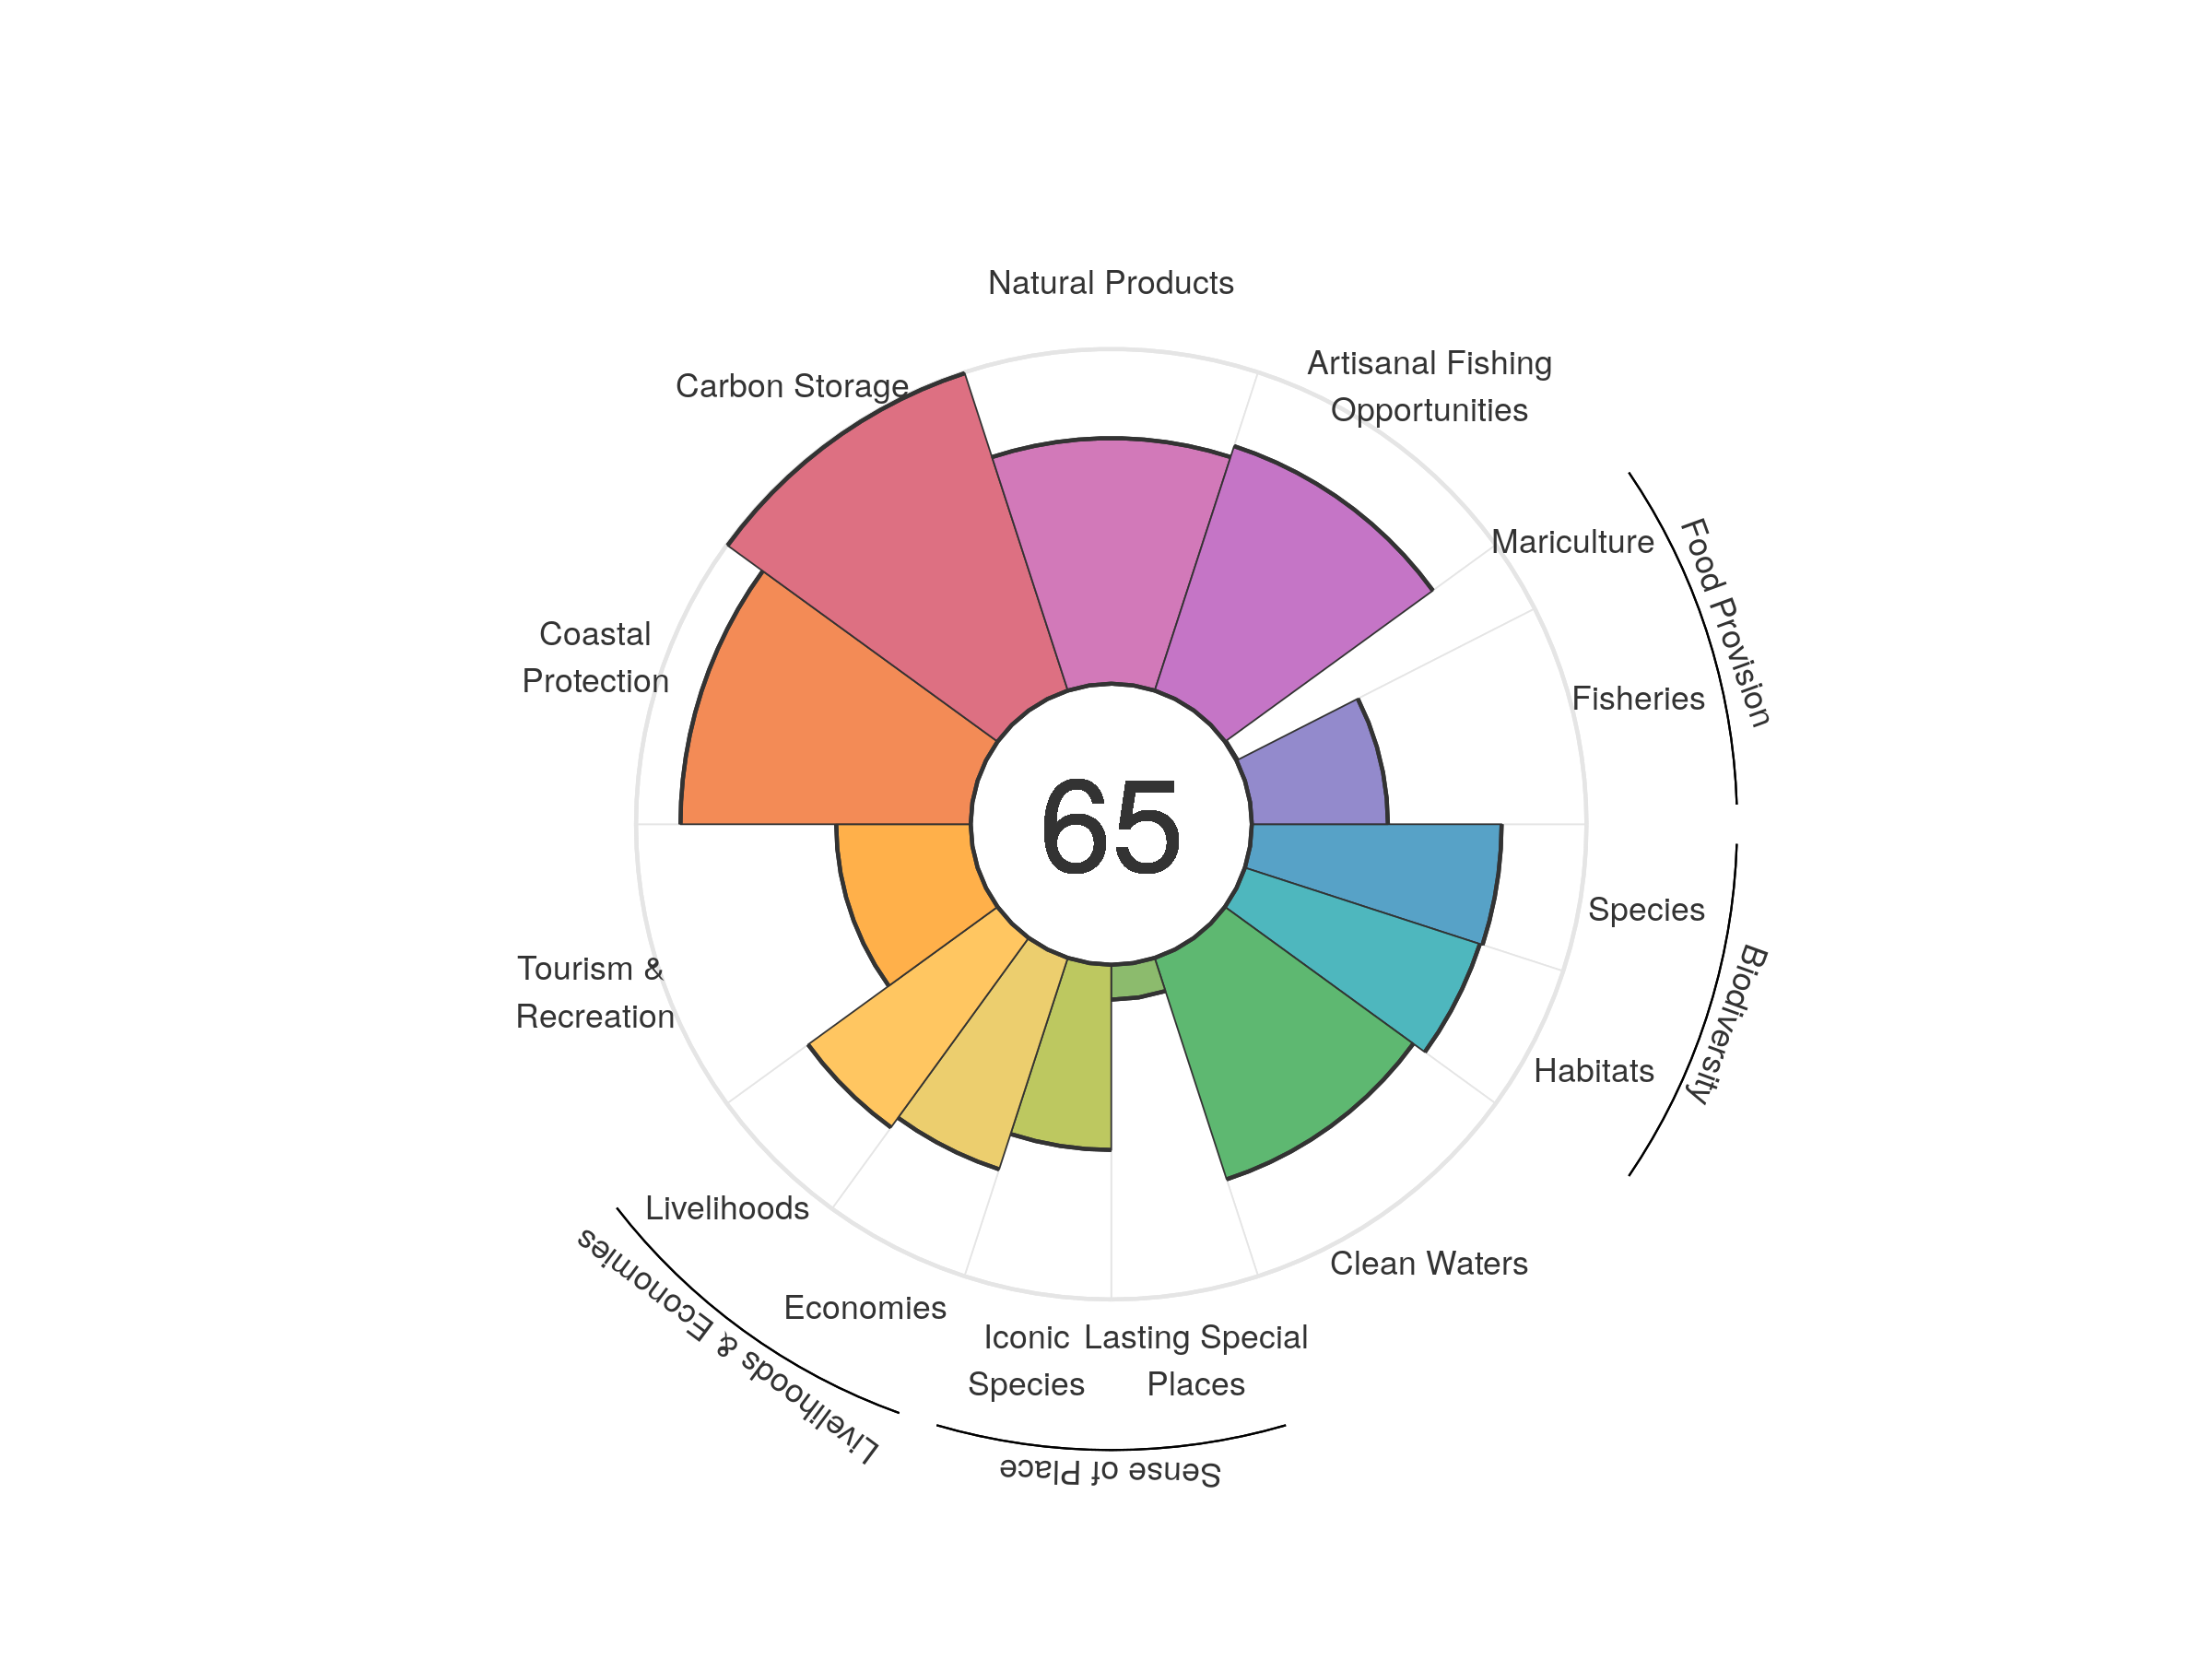 Natural Products
Artisanal Fishing
Opportunities
Carbon Storage
Mariculture
Food Provision
Coastal
Protection
Fisheries
65
Species
Biodiversity
Tourism &
Recreation
Habitats
Livelihoods
Clean Waters
Economies
Livelihoods & Economies
Iconic
Species
Lasting Special
Places
Sense of Place